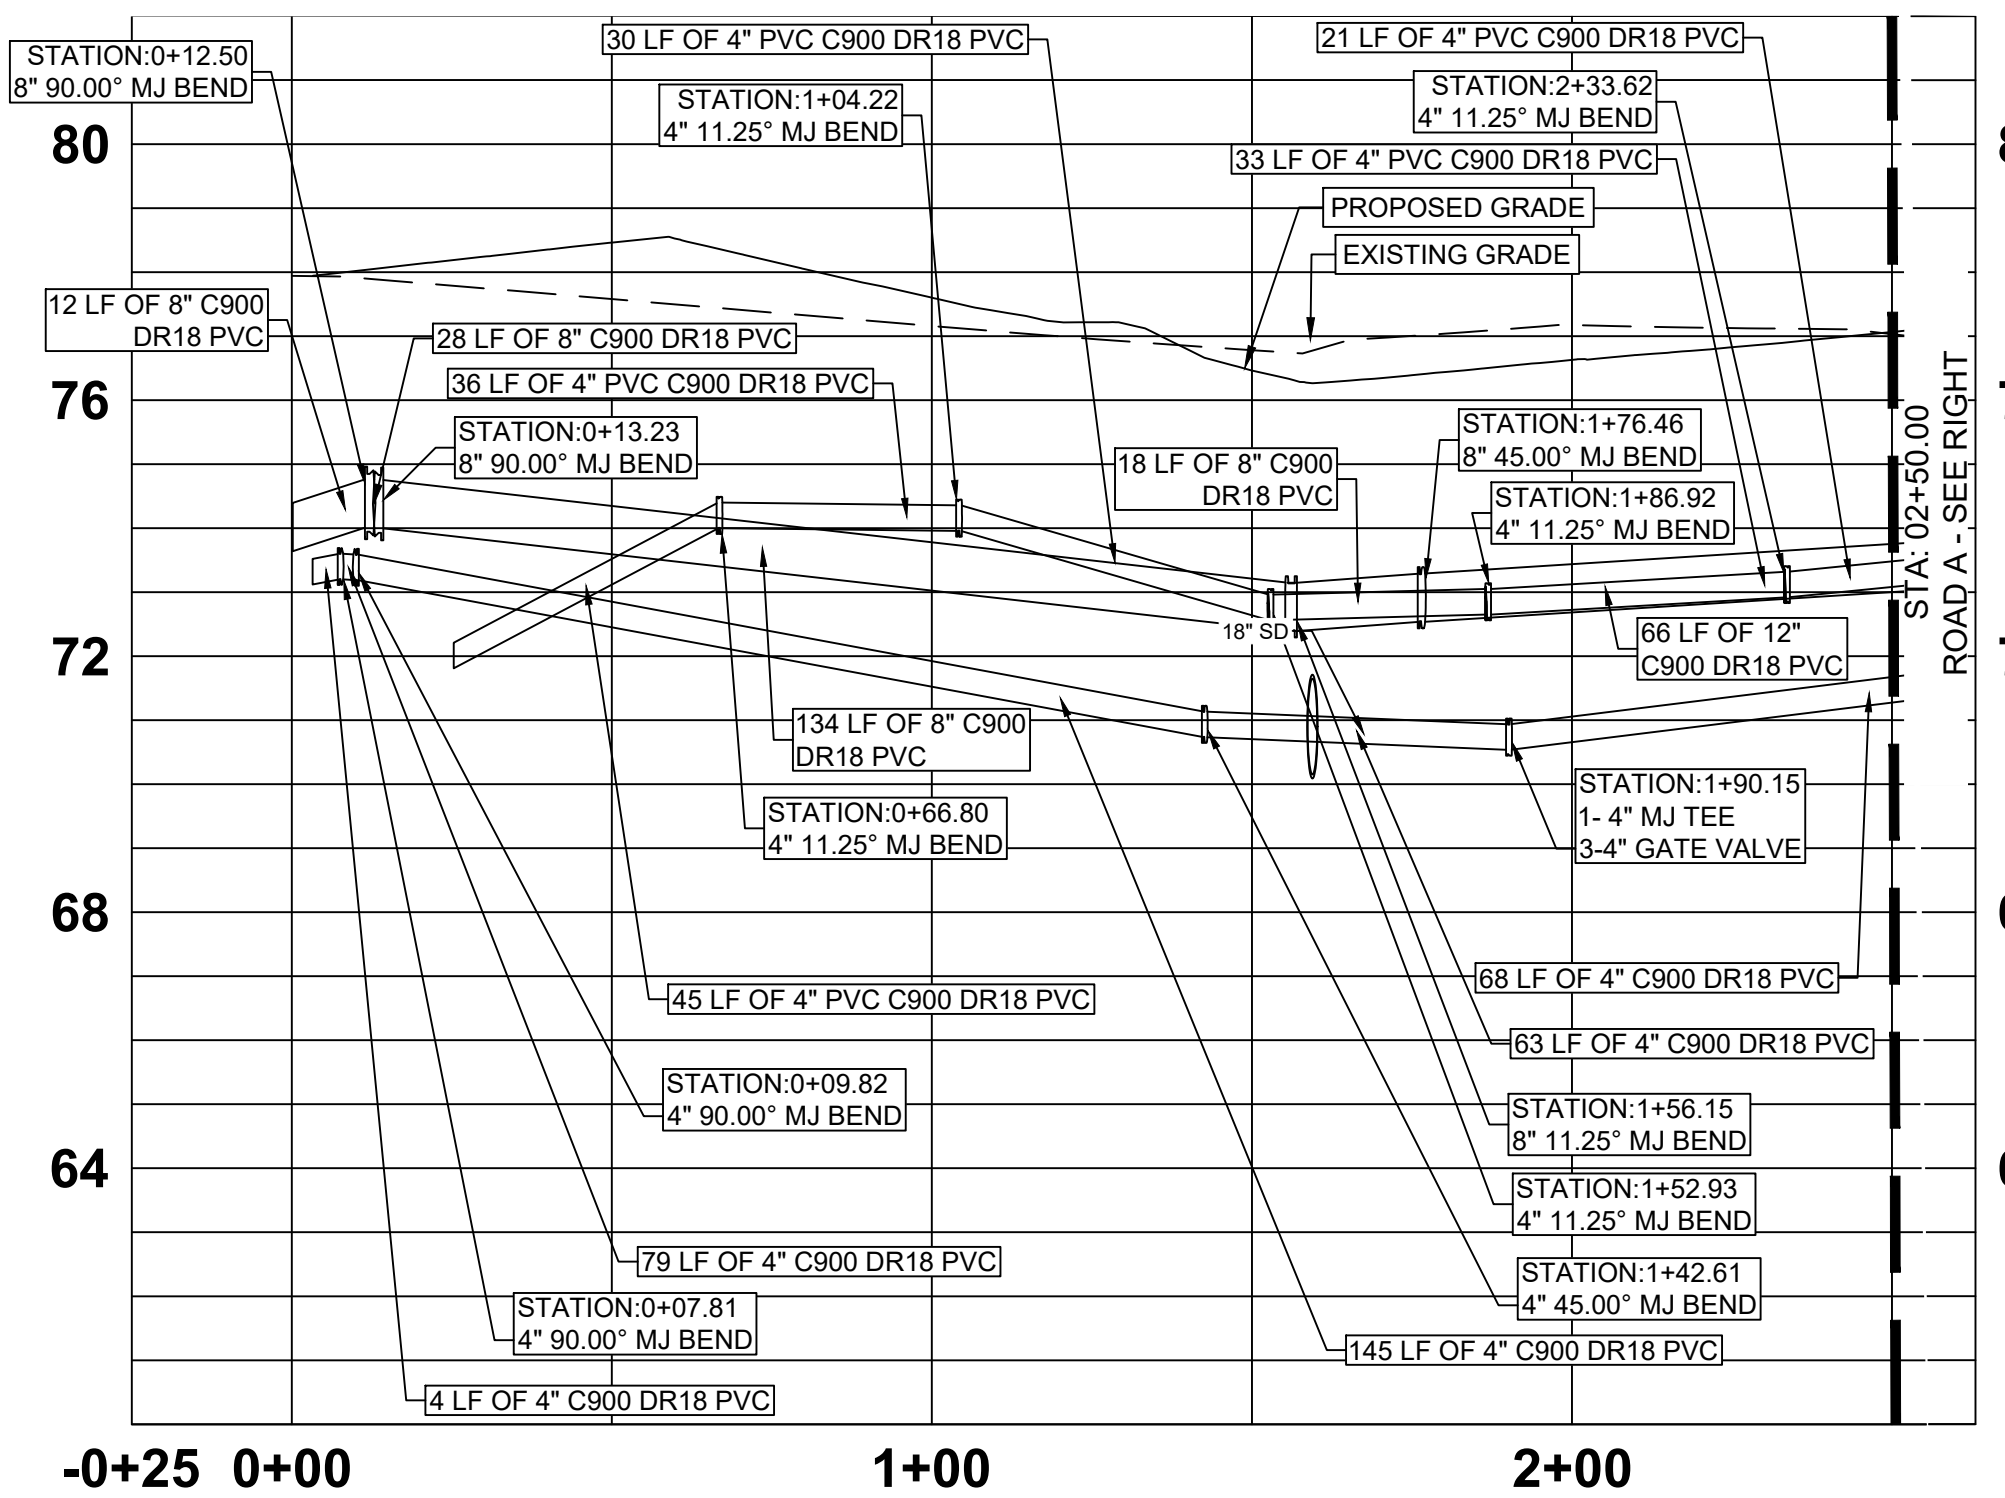 30 LF OF 4" PVC C900 DR18 PVC
21 LF OF 4" PVC C900 DR18 PVC
STATION:0+12.50
8" 90.00° MJ BEND
STATION:1+04.22
4" 11.25° MJ BEND
STATION:2+33.62
4" 11.25° MJ BEND
80
33 LF OF 4" PVC C900 DR18 PVC
PROPOSED GRADE
EXISTING GRADE
12 LF OF 8" C900
DR18 PVC
28 LF OF 8" C900 DR18 PVC
36 LF OF 4" PVC C900 DR18 PVC
76
STATION:0+13.23
8" 90.00° MJ BEND
STATION:1+76.46
8" 45.00° MJ BEND
18 LF OF 8" C900
DR18 PVC
STATION:1+86.92
4" 11.25° MJ BEND
STA: 02+50.00
ROAD A - SEE RIGHT
18" SD
72
66 LF OF 12"
C900 DR18 PVC
134 LF OF 8" C900
DR18 PVC
STATION:1+90.15
1- 4" MJ TEE
3-4" GATE VALVE
STATION:0+66.80
4" 11.25° MJ BEND
68
68 LF OF 4" C900 DR18 PVC
45 LF OF 4" PVC C900 DR18 PVC
63 LF OF 4" C900 DR18 PVC
STATION:0+09.82
4" 90.00° MJ BEND
STATION:1+56.15
8" 11.25° MJ BEND
64
STATION:1+52.93
4" 11.25° MJ BEND
79 LF OF 4" C900 DR18 PVC
STATION:1+42.61
4" 45.00° MJ BEND
STATION:0+07.81
4" 90.00° MJ BEND
145 LF OF 4" C900 DR18 PVC
4 LF OF 4" C900 DR18 PVC
-0+25 0+00 1+00 2+00